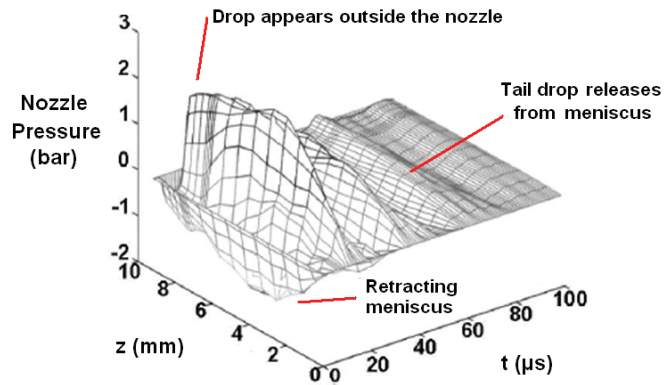 Drop appears outside the nozzle
3
2
1
0
-1
-2
Nozzle
Pressure
(bar)
Tail drop releases
from meniscus
Retracting
meniscus
10
8
6
4
2
0
z (mm)
0
20
40
60
80
100
t (µs)